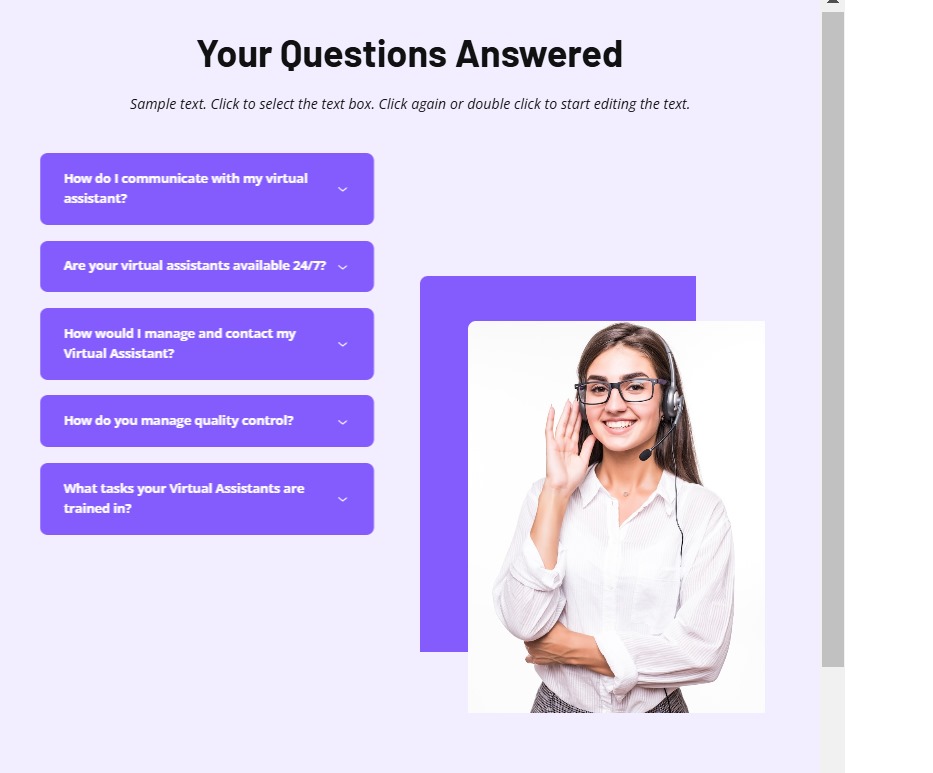 Your Questions Answered
Sample text. Click to select the text box. Click again or double click to start editing the text.
How do I communicate with my virtual
assistant?
Are your virtual assistants available 24/7?
How would I manage and contact my
Virtual Assistant?
How do you manage quality control?
What tasks your Virtual Assistants are
trained in?